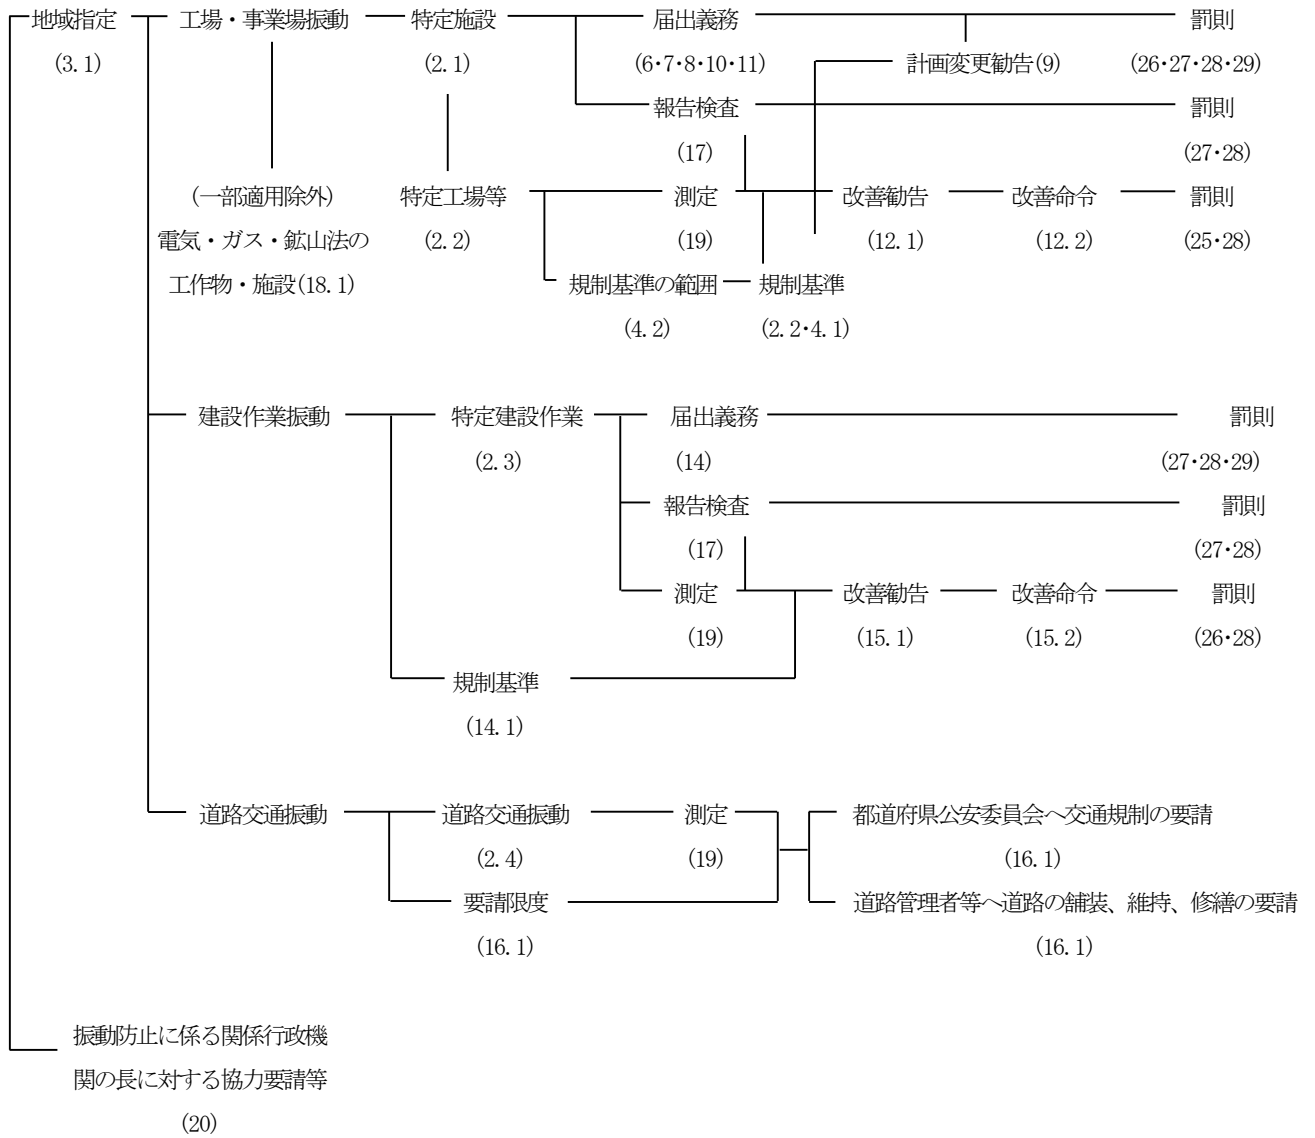 地域指定 工場・事業場振動 特定施設 届出義務 罰則
(3.1) (2.1) (6・7・8・10・11) 計画変更勧告(9) (26・27・28・29)
報告検査 罰則
(17) (27・28)
(一部適用除外) 特定工場等 測定 改善勧告 改善命令 罰則
電気・ガス・鉱山法の (2.2) (19) (12.1) (12.2) (25・28)
工作物・施設(18.1) 規制基準の範囲 規制基準
(4.2) (2.2・4.1)
建設作業振動 特定建設作業 届出義務 罰則
(2.3) (14) (27・28・29)
報告検査 罰則
(17) (27・28)
測定 改善勧告 改善命令 罰則
(19) (15.1) (15.2) (26・28)
規制基準
(14.1)
道路交通振動 道路交通振動 測定 都道府県公安委員会へ交通規制の要請
(2.4) (19) (16.1)
要請限度 道路管理者等へ道路の舗装、維持、修繕の要請
(16.1) (16.1)
振動防止に係る関係行政機
関の長に対する協力要請等
(20)